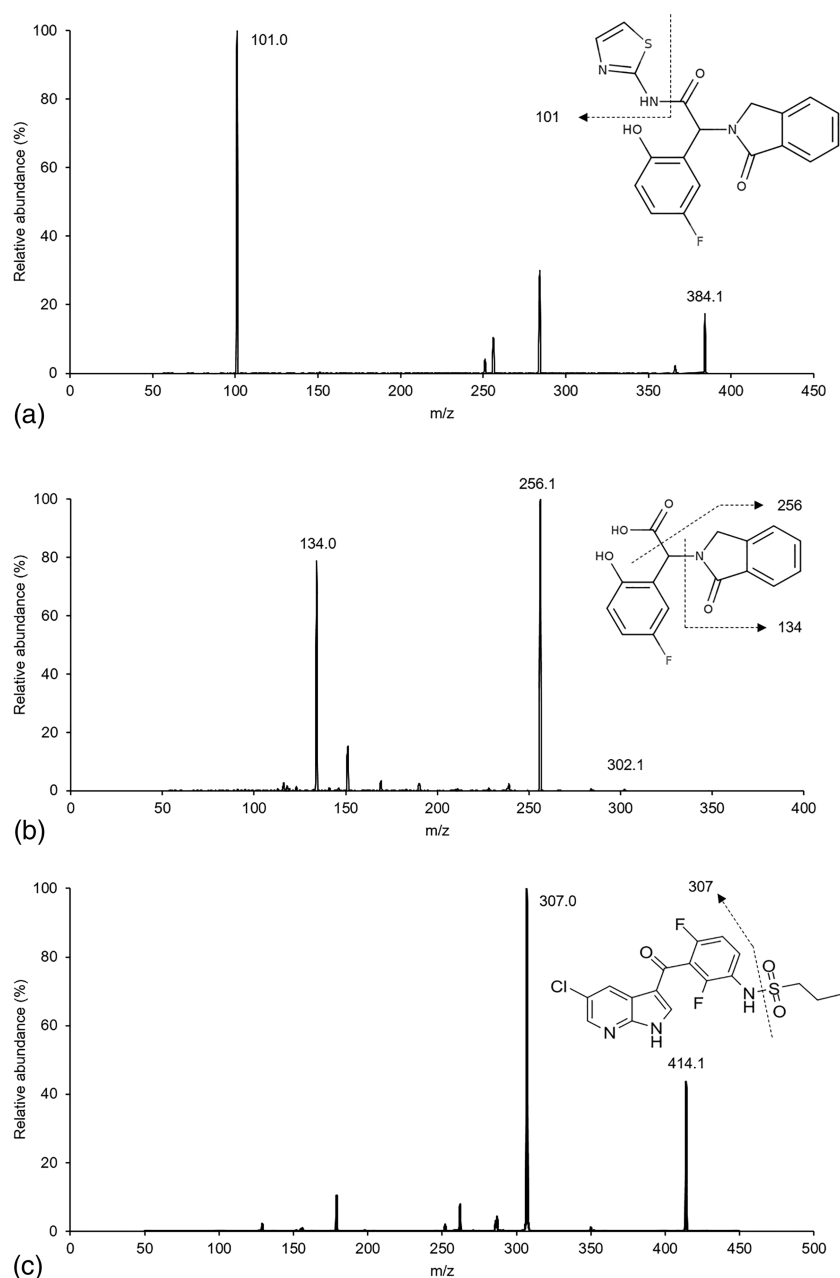 100
80
60
40
20
0
Relative abundance (%)
101.0
384.1
101
S
N
HN
O
HO
N
O
F
0 50 100 150 200 250 300 350 400 450
m/z
(a)
100
80
60
40
20
0
Relative abundance (%)
134.0
256.1
302.1
256
134
O
HO
HO
N
O
F
0 50 100 150 200 250 300 350 400
m/z
(b)
100
80
60
40
20
0
Relative abundance (%)
307.0
414.1
307
F
O
Cl
F
N
H
O
S
O
N
N
H
0 50 100 150 200 250 300 350 400 450 500
m/z
(c)